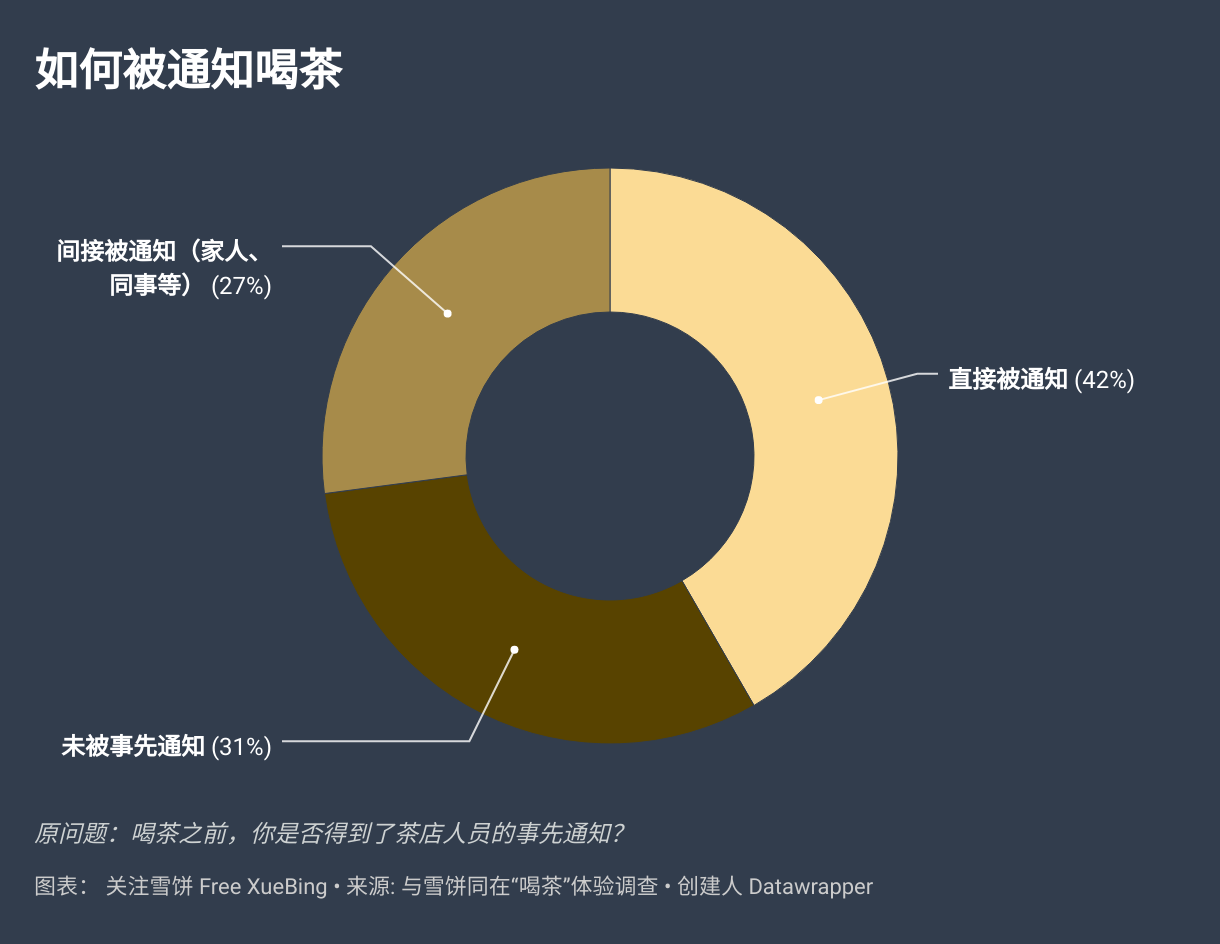 如何被通知喝茶
间接被通知（家人、
同事等） (27%)
直接被通知 (42%)
未被事先通知 (31%)
原问题：喝茶之前，你是否得到了茶店人员的事先通知？
图表： 关注雪饼 Free XueBing • 来源: 与雪饼同在“喝茶”体验调查 • 创建人 Datawrapper